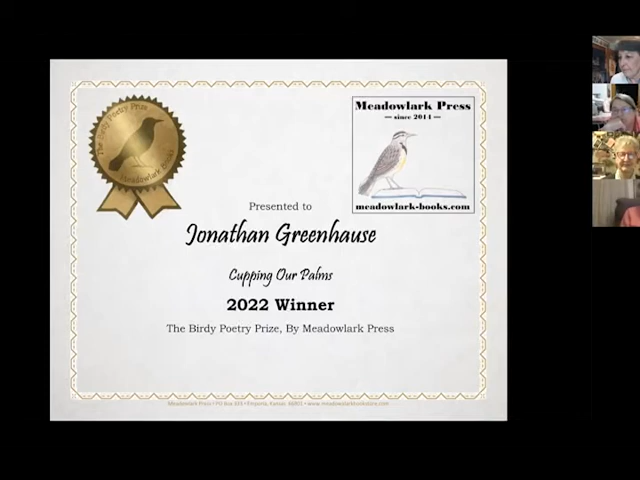 The Birdy Poetry Prize
Meadowlark Books
Meadowlark Press
— since 2014 —
meadowlark-books.com
Presented to
Jonathan Greenhause
Cupping Our Palms
2022 Winner
The Birdy Poetry Prize, By Meadowlark Press